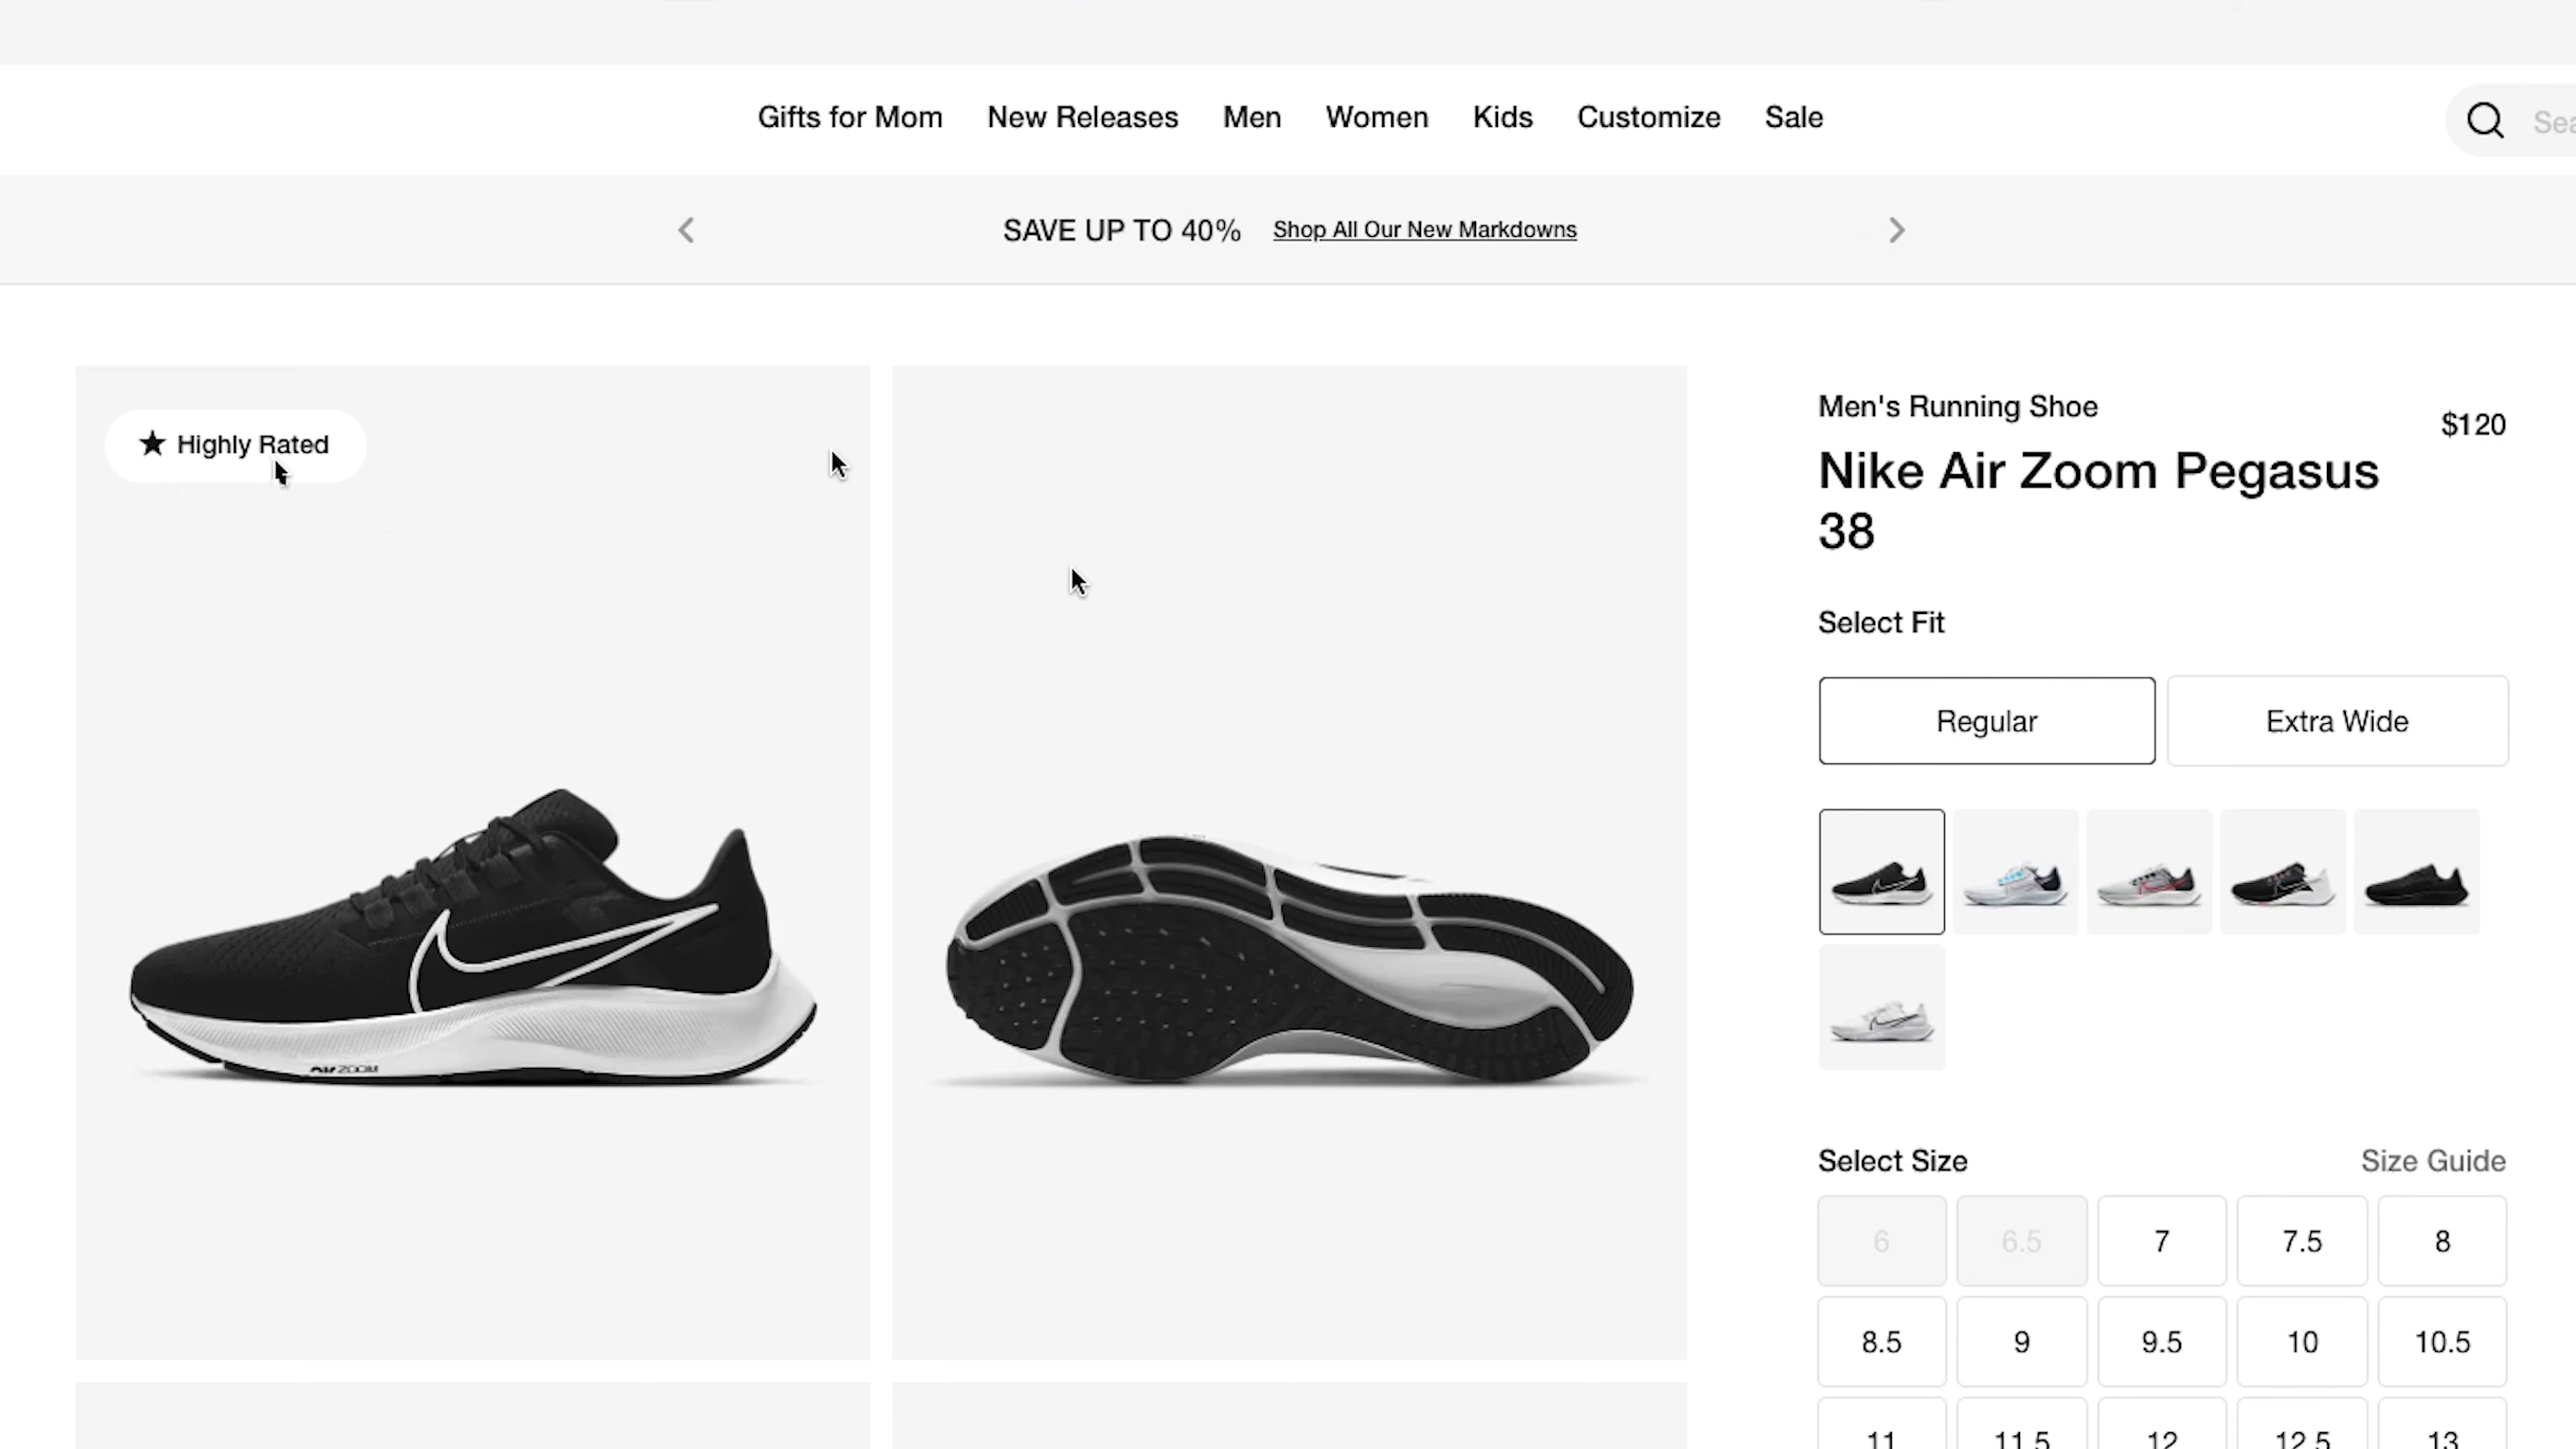 Gifts for Mom New Releases Men Women Kids Customize Sale
Sea
SAVE UP TO 40% Shop All Our New Markdowns
★ Highly Rated
ZOOM
Men's Running Shoe
$120
Nike Air Zoom Pegasus
38
Select Fit
Regular Extra Wide
Select Size Size Guide
6 6.5 7 7.5 8
8.5 9 9.5 10 10.5
11 11.5 12 12.5 13